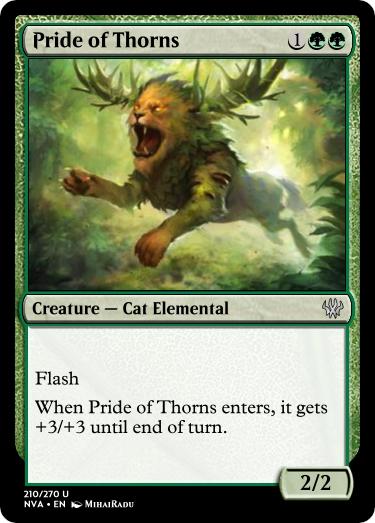 Pride of Thorns 1
Creature — Cat Elemental
Flash
When Pride of Thorns enters, it gets
+3/+3 until end of turn.
2/2
210/270 U
NVA • EN MihaiRadu